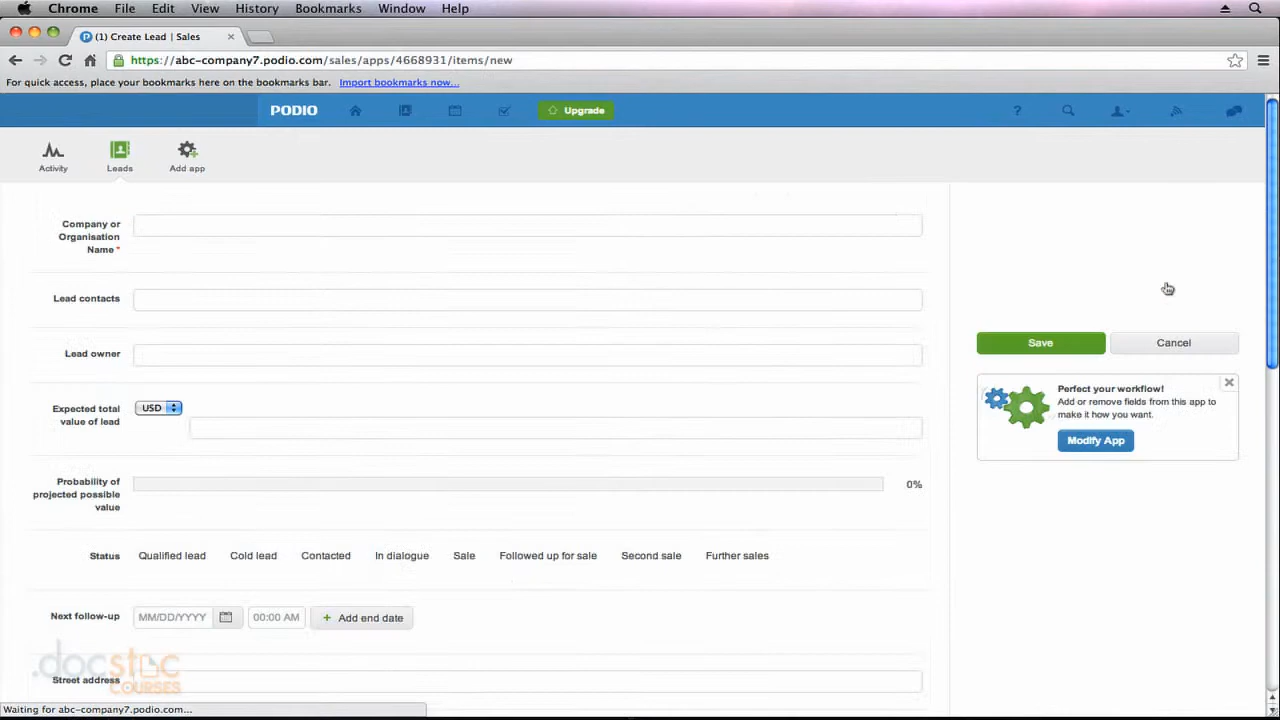 Chrome File Edit View History Bookmarks Window Help
(1) Create Lead | Sales
https://abc-company7.podio.com/sales/apps/4668931/items/new
For quick access, place your bookmarks here on the bookmarks bar. Import bookmarks now...
PODIO Upgrade ?
Activity Leads Add app
Company or
Organisation
Name *
Lead contacts
Lead owner
Expected total
value of lead
USD
Probability of
projected possible
value
0%
Status Qualified lead Cold lead Contacted In dialogue Sale Followed up for sale Second sale Further sales
Next follow-up MM/DD/YYYY 00:00 AM + Add end date
Street address
Save Cancel
Perfect your workflow!
Add or remove fields from this app to
make it how you want.
Modify App
.docstoc
COURSES
Waiting for abc-company7.podio.com...